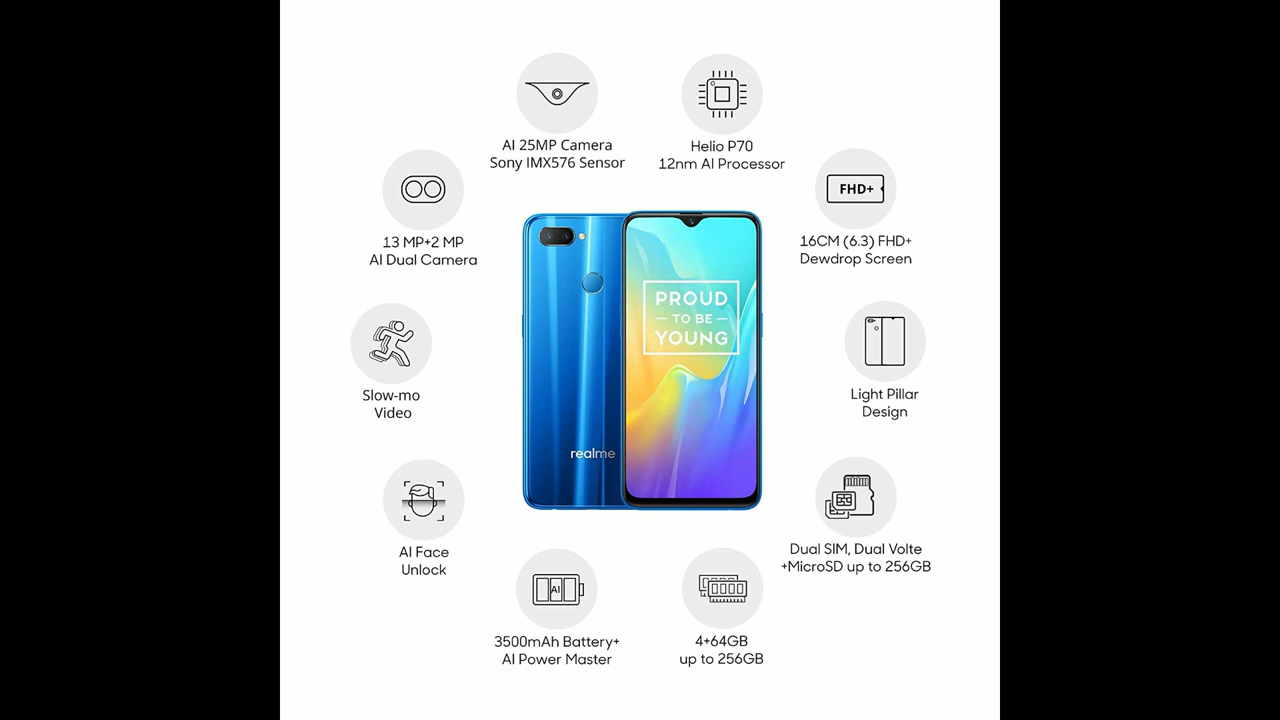 AI 25MP Camera
Sony IMX576 Sensor
Helio P70
12nm AI Processor
FHD+
13 MP+2 MP
AI Dual Camera
16CM (6.3) FHD+
Dewdrop Screen
PROUD
— TO BE —
YOUNG
Slow-mo
Video
Light Pillar
Design
realme
AI Face
Unlock
Dual SIM, Dual Volte
+MicroSD up to 256GB
AI
3500mAh Battery+
AI Power Master
4+64GB
up to 256GB